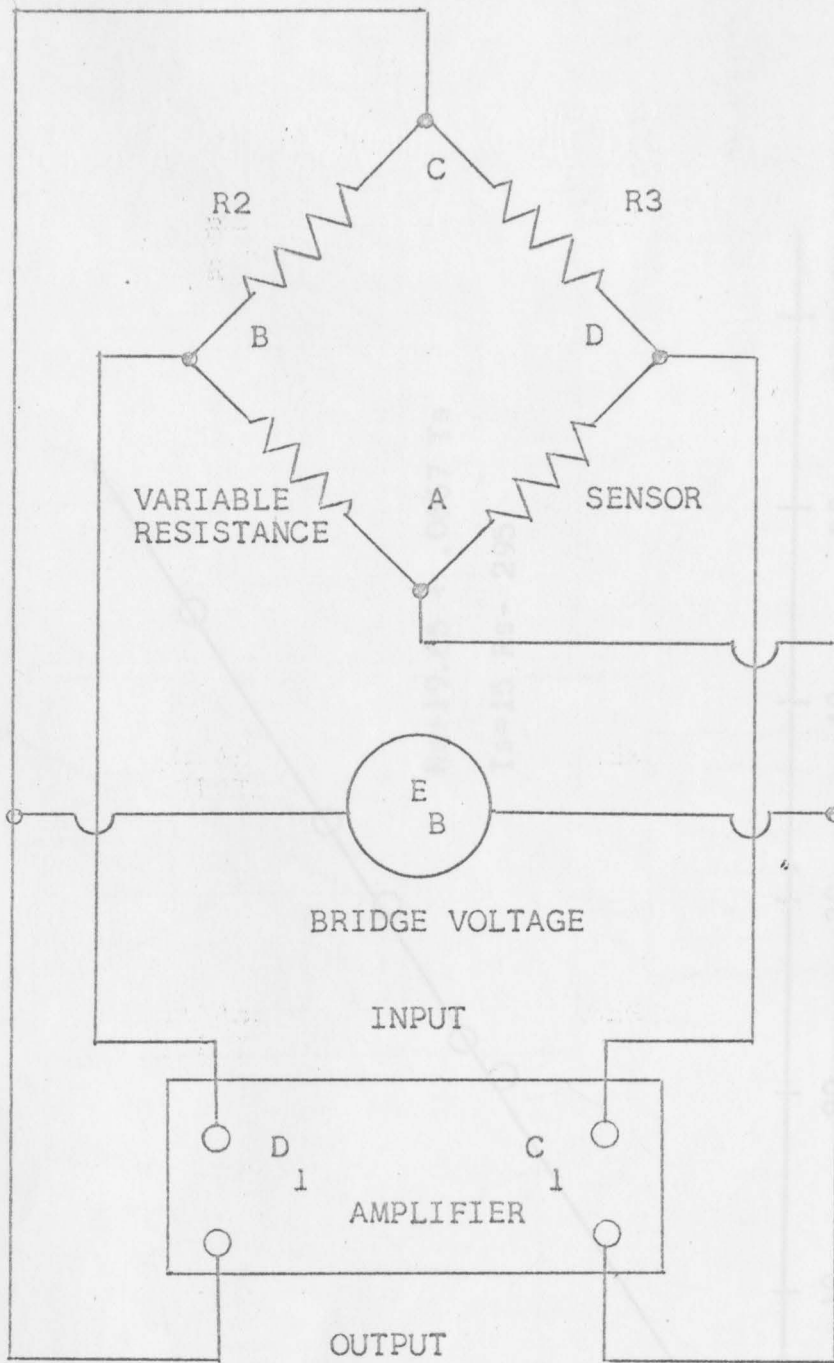 C
R2
R3
B
D
VARIABLE
RESISTANCE
A
SENSOR
E
B
BRIDGE VOLTAGE
INPUT
D
1
C
1
AMPLIFIER
OUTPUT